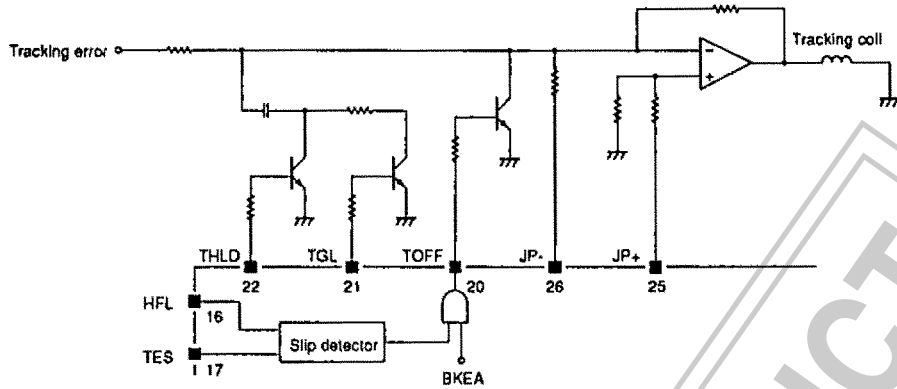 Tracking error
Tracking coil
−
+
THLD
TGL
TOFF
JP-
JP+
22
21
20
26
25
HFL
16
Slip detector
TES
17
BKEA